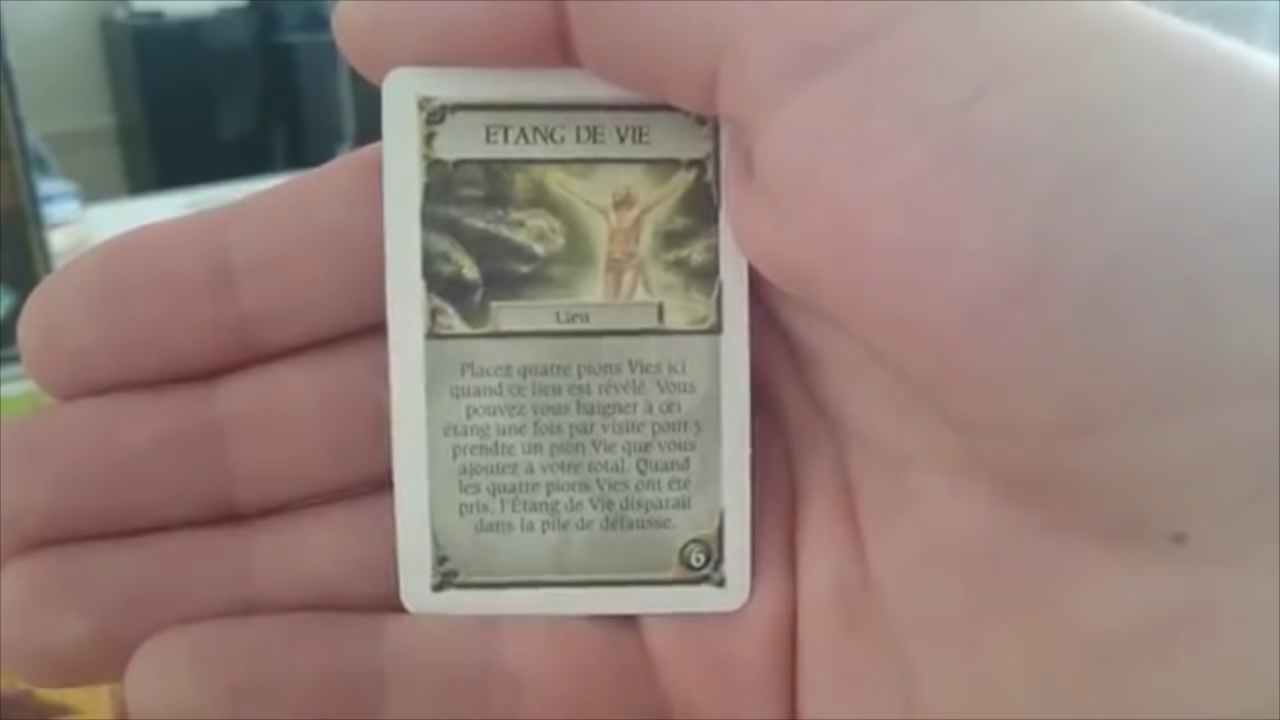 ETANG DE VIE
Lieu
Placez quatre pions Vies ici
quand ce lieu est révélé. Vous
pouvez vous baigner à cet
étang une fois par visite pour y
prendre un pion Vie que vous
ajoutez à votre total. Quand
les quatre pions Vies ont été
pris, l'Étang de Vie disparaît
dans la pile de défausse.
6